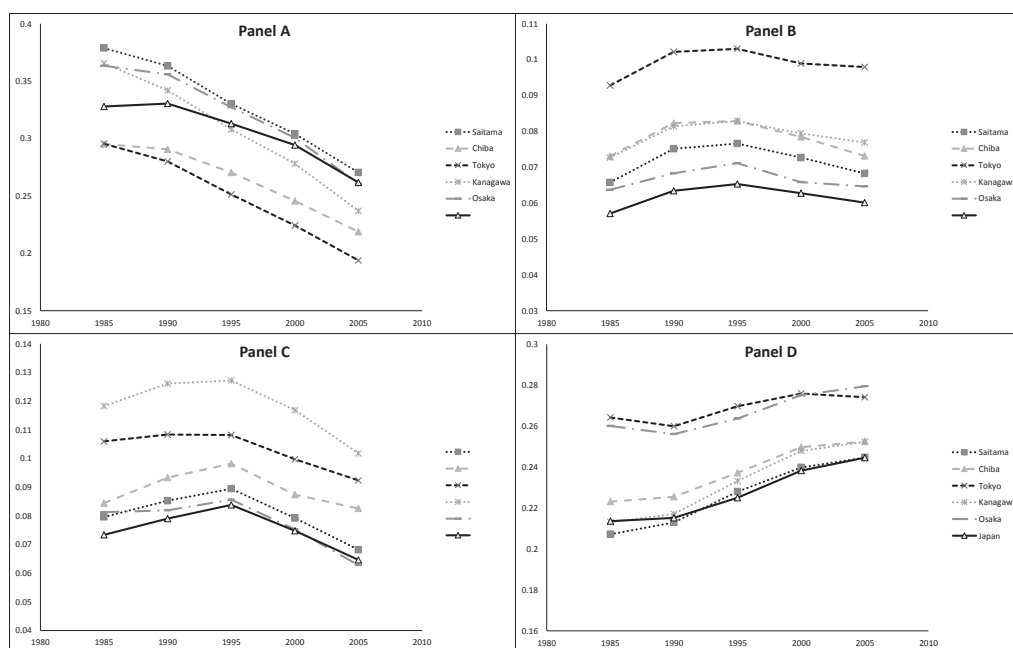 Panel A
0.4
0.35
0.3
0.25
0.2
0.15
1980 1985 1990 1995 2000 2005 2010
Saitama
Chiba
Tokyo
Kanagawa
Osaka
Panel B
0.11
0.1
0.09
0.08
0.07
0.06
0.05
0.04
0.03
1980 1985 1990 1995 2000 2005 2010
Saitama
Chiba
Tokyo
Kanagawa
Osaka
Panel C
0.14
0.13
0.12
0.11
0.1
0.09
0.08
0.07
0.06
0.05
0.04
1980 1985 1990 1995 2000 2005 2010
Panel D
0.3
0.28
0.26
0.24
0.22
0.2
0.18
0.16
1980 1985 1990 1995 2000 2005 2010
Saitama
Chiba
Tokyo
Kanagawa
Osaka
Japan